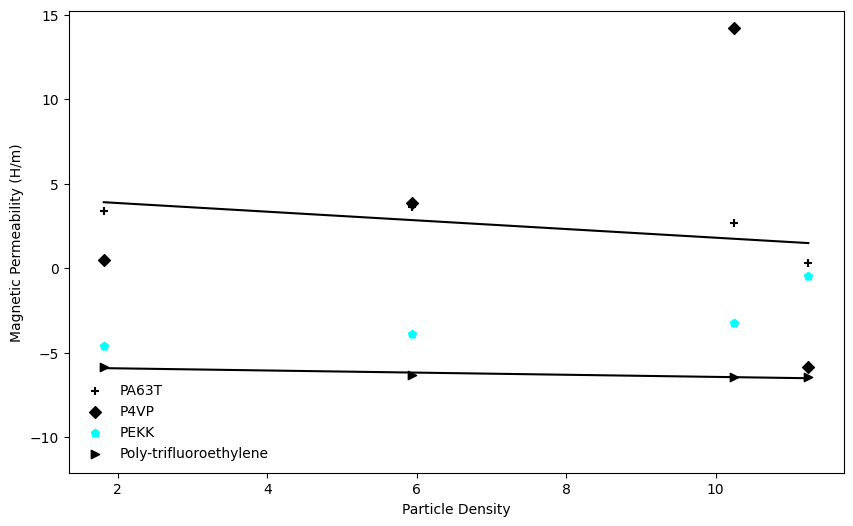 15
10
5
0
−5
−10
Magnetic Permeability (H/m)
PA63T
P4VP
PEKK
Poly-trifluoroethylene
2
4
6
8
10
Particle Density